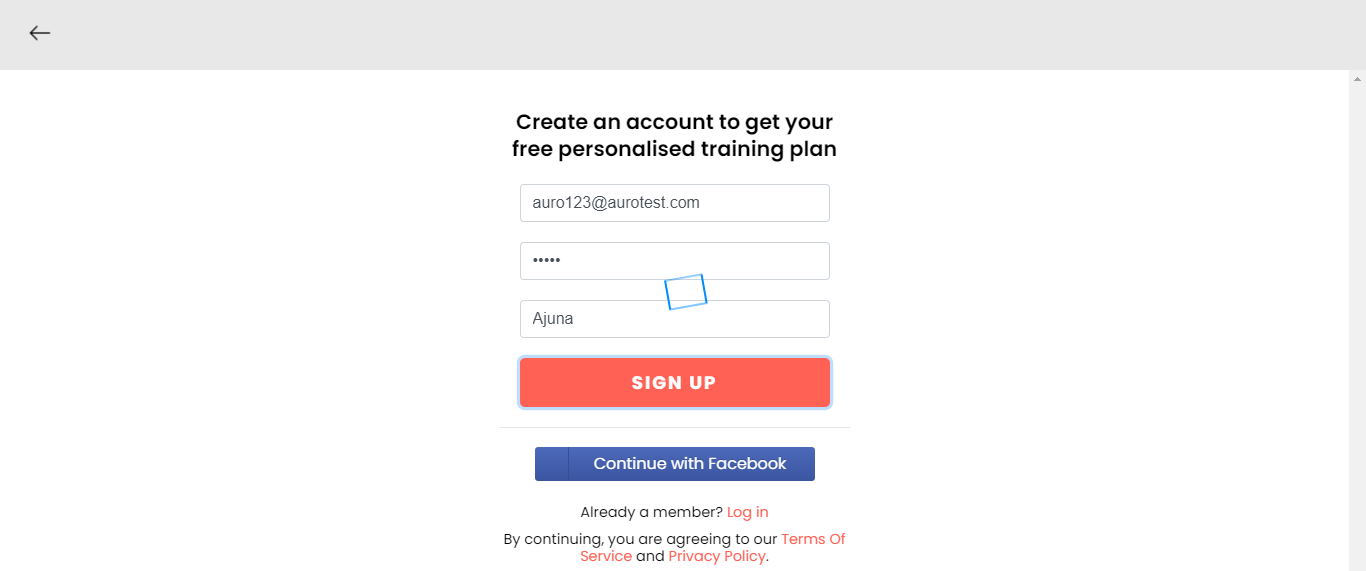 Create an account to get your
free personalised training plan
auro123@aurotest.com
•••••
Ajuna
SIGN UP
Continue with Facebook
Already a member? Log in
By continuing, you are agreeing to our Terms Of
Service and Privacy Policy.